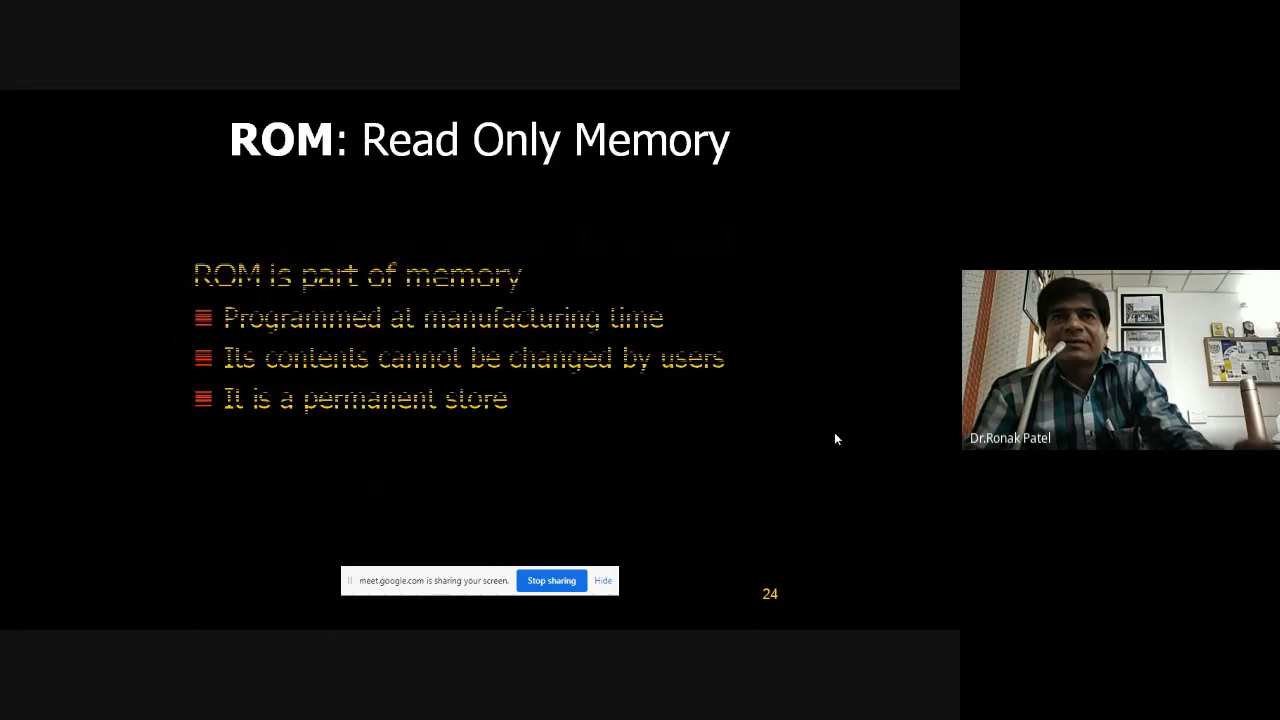 ROM: Read Only Memory
ROM is part of memory
Programmed at manufacturing time
Its contents cannot be changed by users
It is a permanent store
meet.google.com is sharing your screen.
Stop sharing
Hide
24
Dr.Ronak Patel